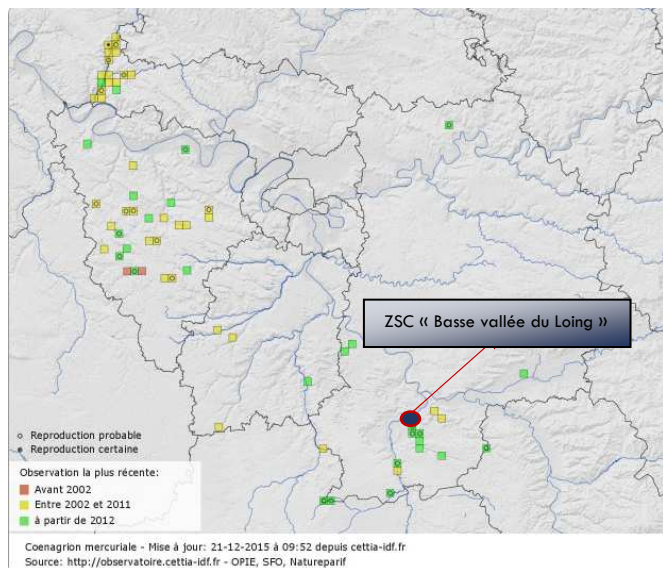 ZSC « Basse vallée du Loing »
Reproduction probable
Reproduction certaine
Observation la plus récente:
Avant 2002
Entre 2002 et 2011
à partir de 2012
Coenagrion mercuriale - Mise à jour: 21-12-2015 à 09:52 depuis cettia-idf.fr
Source: http://observatoire.cettia-idf.fr - OPIE, SFO, Natureparif